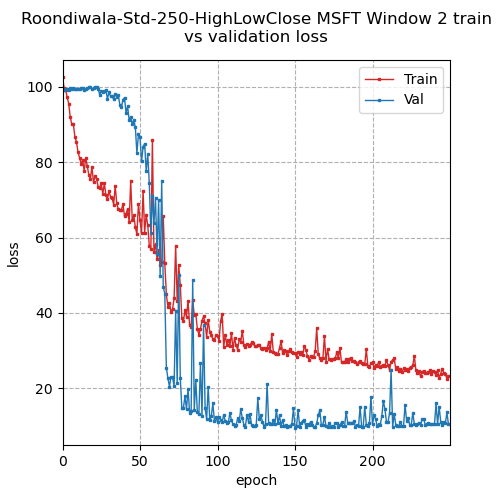 Roondiwala-Std-250-HighLowClose MSFT Window 2 train
vs validation loss
Train
Val
100
80
60
40
20
loss
0
50
100
150
200
epoch